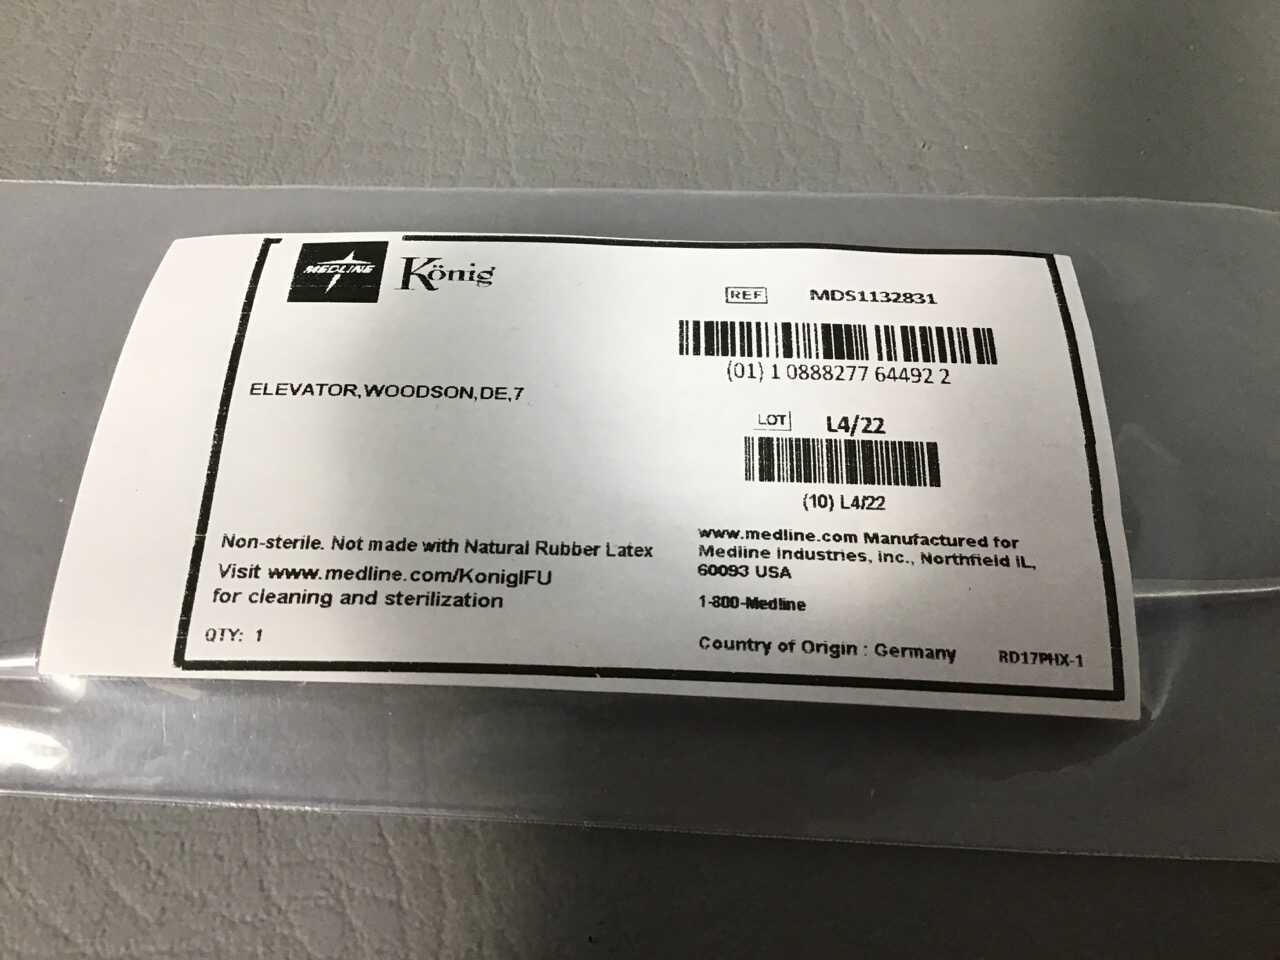 MEDLINE König
REF MDS1132831
(01) 1 0888277 64492 2
ELEVATOR,WOODSON,DE,7
LOT L4/22
(10) L4/22
Non-sterile. Not made with Natural Rubber Latex
Visit www.medline.com/KonigIFU
for cleaning and sterilization
QTY: 1
www.medline.com Manufactured for
Medline Industries, Inc., Northfield IL,
60093 USA
1-800-Medline
Country of Origin : Germany
RD17PHX-1